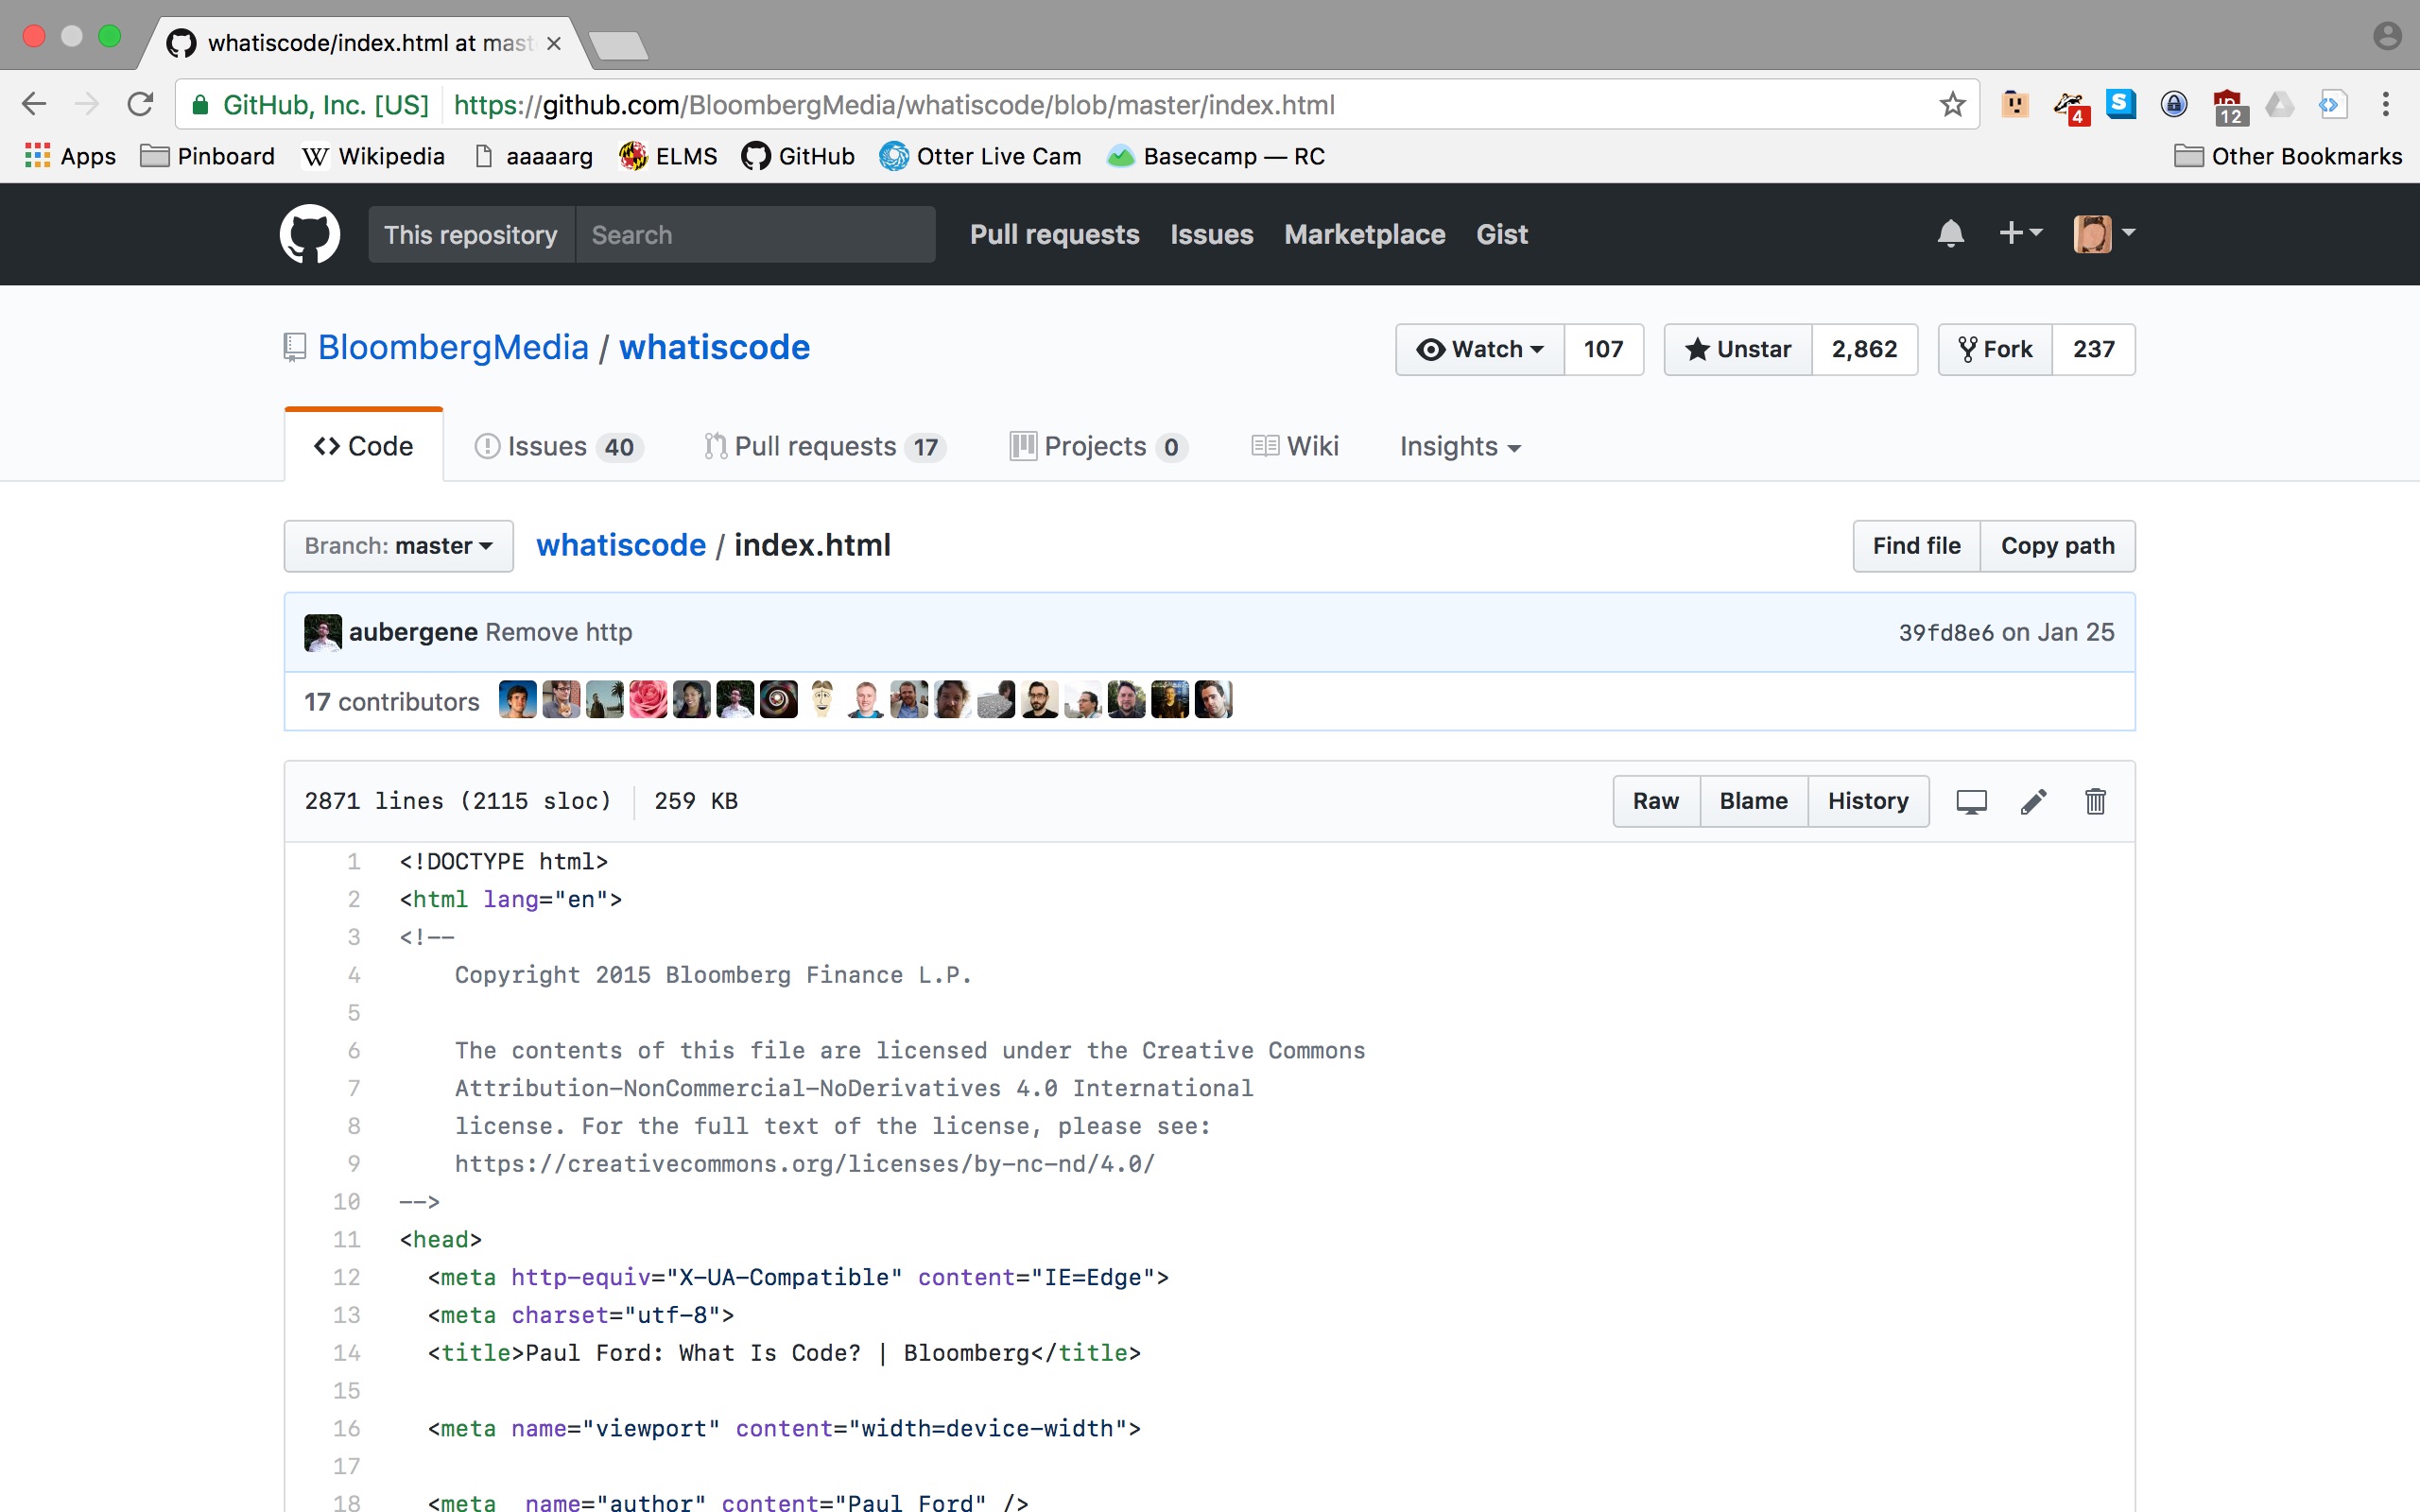 whatiscode/index.html at mast
GitHub, Inc. [US] https://github.com/BloombergMedia/whatiscode/blob/master/index.html
4
S
12
Apps Pinboard W Wikipedia aaaaarg ELMS GitHub Otter Live Cam Basecamp — RC Other Bookmarks
This repository Search Pull requests Issues Marketplace Gist
BloombergMedia / whatiscode Watch 107 Unstar 2,862 Fork 237
Code Issues 40 Pull requests 17 Projects 0 Wiki Insights
Branch: master whatiscode / index.html Find file Copy path
aubergene Remove http 39fd8e6 on Jan 25
17 contributors
2871 lines (2115 sloc) 259 KB Raw Blame History
1 <!DOCTYPE html>
2 <html lang="en">
3 <!--
4 Copyright 2015 Bloomberg Finance L.P.
5
6 The contents of this file are licensed under the Creative Commons
7 Attribution-NonCommercial-NoDerivatives 4.0 International
8 license. For the full text of the license, please see:
9 https://creativecommons.org/licenses/by-nc-nd/4.0/
10 -->
11 <head>
12 <meta http-equiv="X-UA-Compatible" content="IE=Edge">
13 <meta charset="utf-8">
14 <title>Paul Ford: What Is Code? | Bloomberg</title>
15
16 <meta name="viewport" content="width=device-width">
17
18 <meta name="author" content="Paul Ford" />